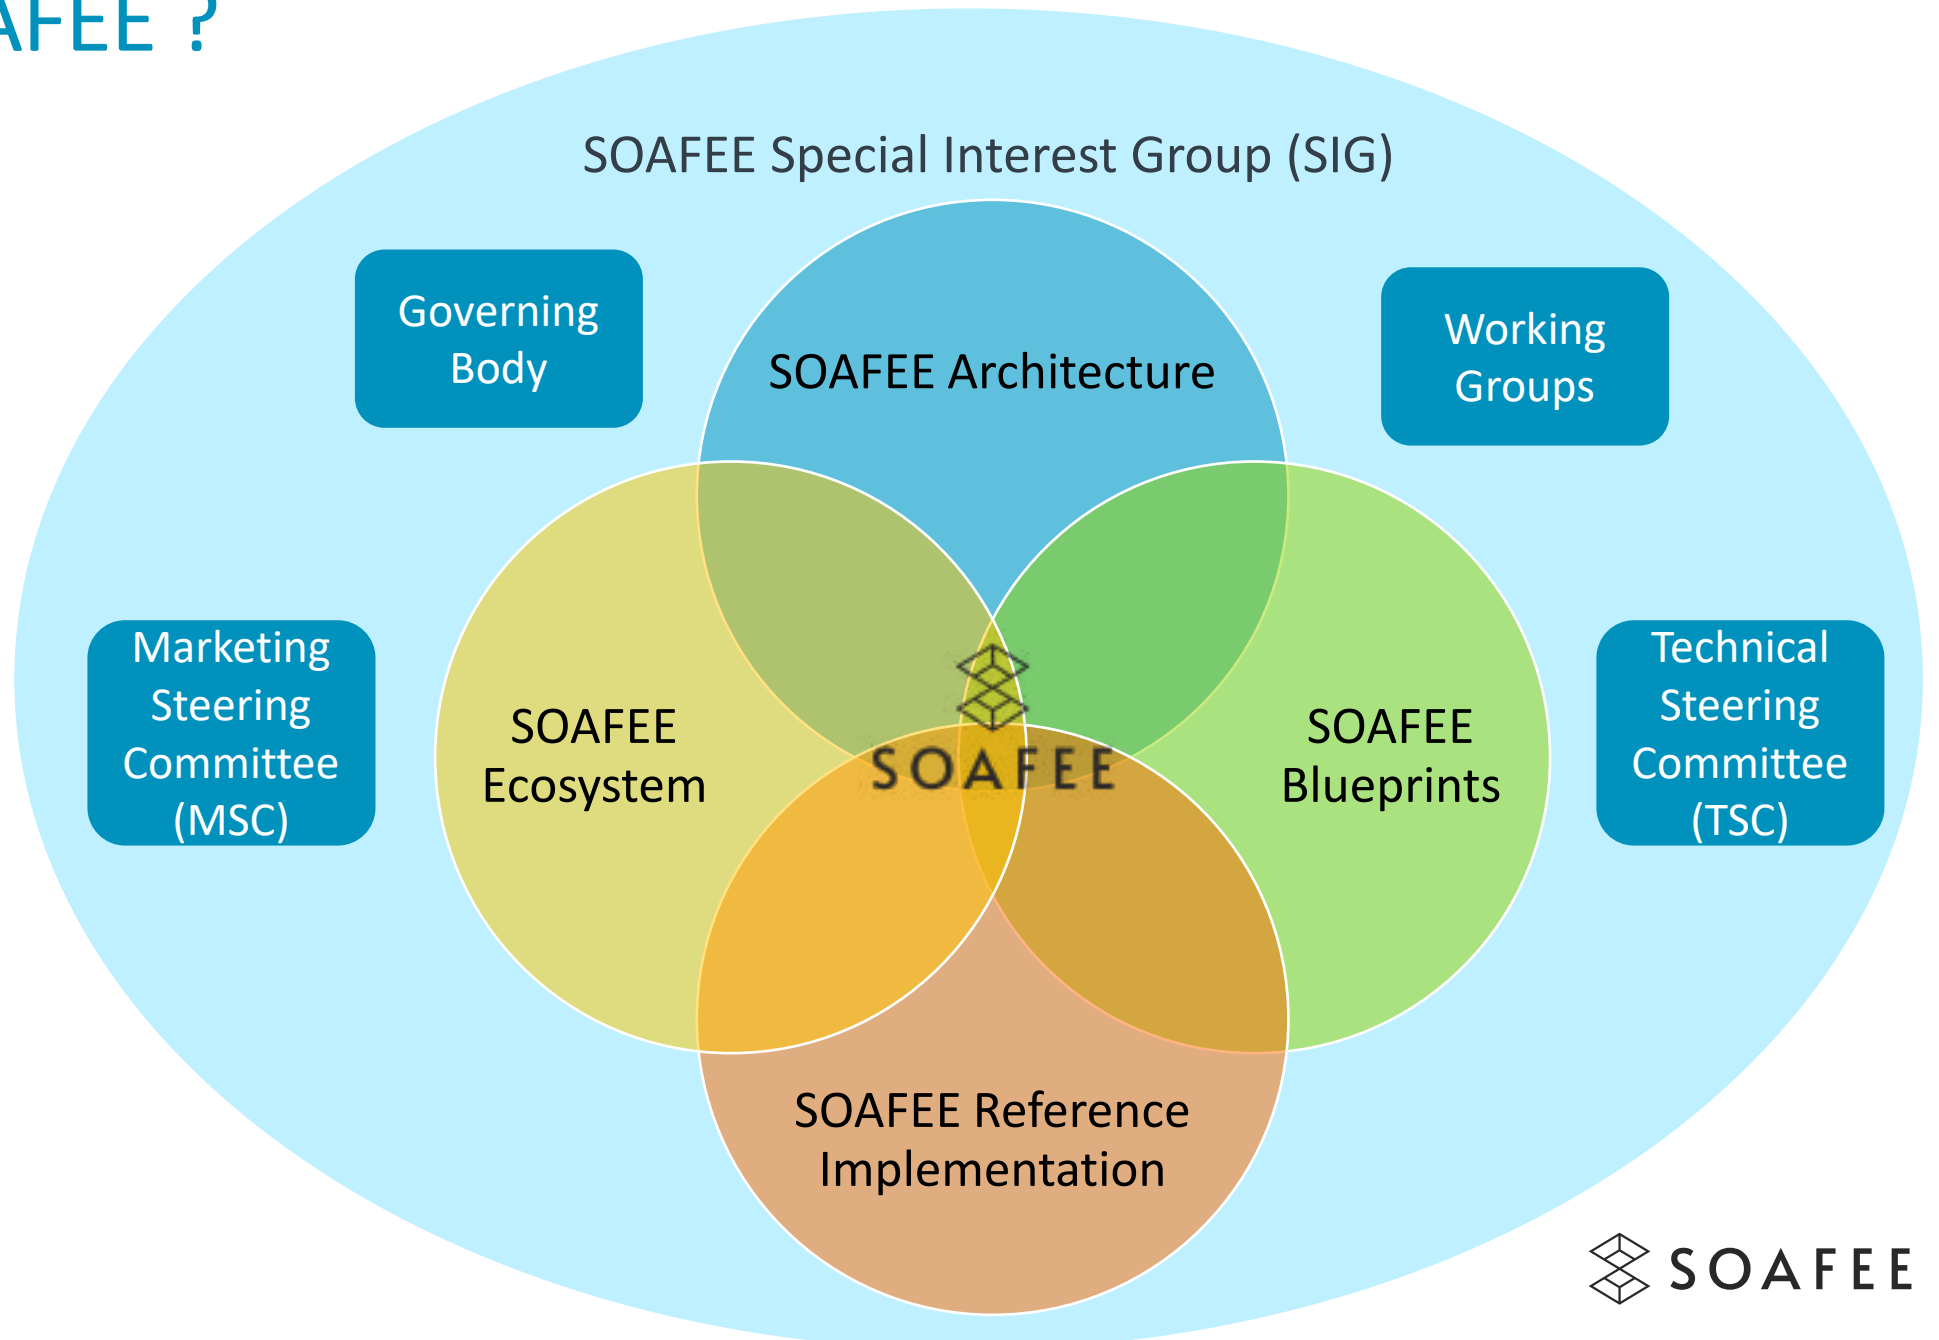 AFEE ?
SOAFEE Special Interest Group (SIG)
Governing
Body
Working
Groups
SOAFEE Architecture
Marketing
Steering
Committee
(MSC)
SOAFEE
Ecosystem
SOAFEE
SOAFEE
Blueprints
Technical
Steering
Committee
(TSC)
SOAFEE Reference
Implementation
SOAFEE